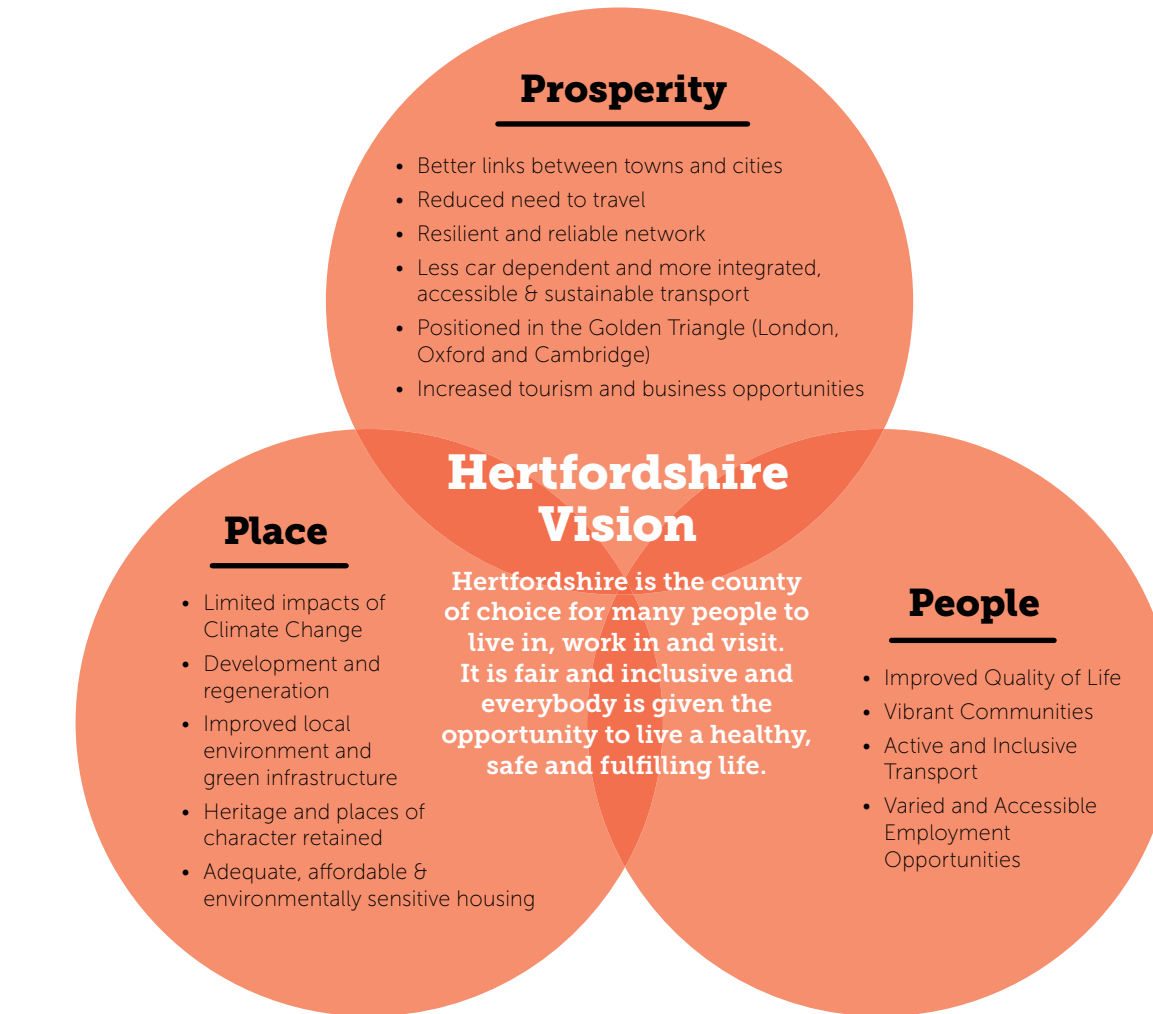 Prosperity
• Better links between towns and cities
• Reduced need to travel
• Resilient and reliable network
• Less car dependent and more integrated,
accessible & sustainable transport
• Positioned in the Golden Triangle (London,
Oxford and Cambridge)
• Increased tourism and business opportunities
Hertfordshire
Vision
Hertfordshire is the county
of choice for many people to
live in, work in and visit.
It is fair and inclusive and
everybody is given the
opportunity to live a healthy,
safe and fulfilling life.
Place
• Limited impacts of
Climate Change
• Development and
regeneration
• Improved local
environment and
green infrastructure
• Heritage and places of
character retained
• Adequate, affordable &
environmentally sensitive housing
People
• Improved Quality of Life
• Vibrant Communities
• Active and Inclusive
Transport
• Varied and Accessible
Employment
Opportunities